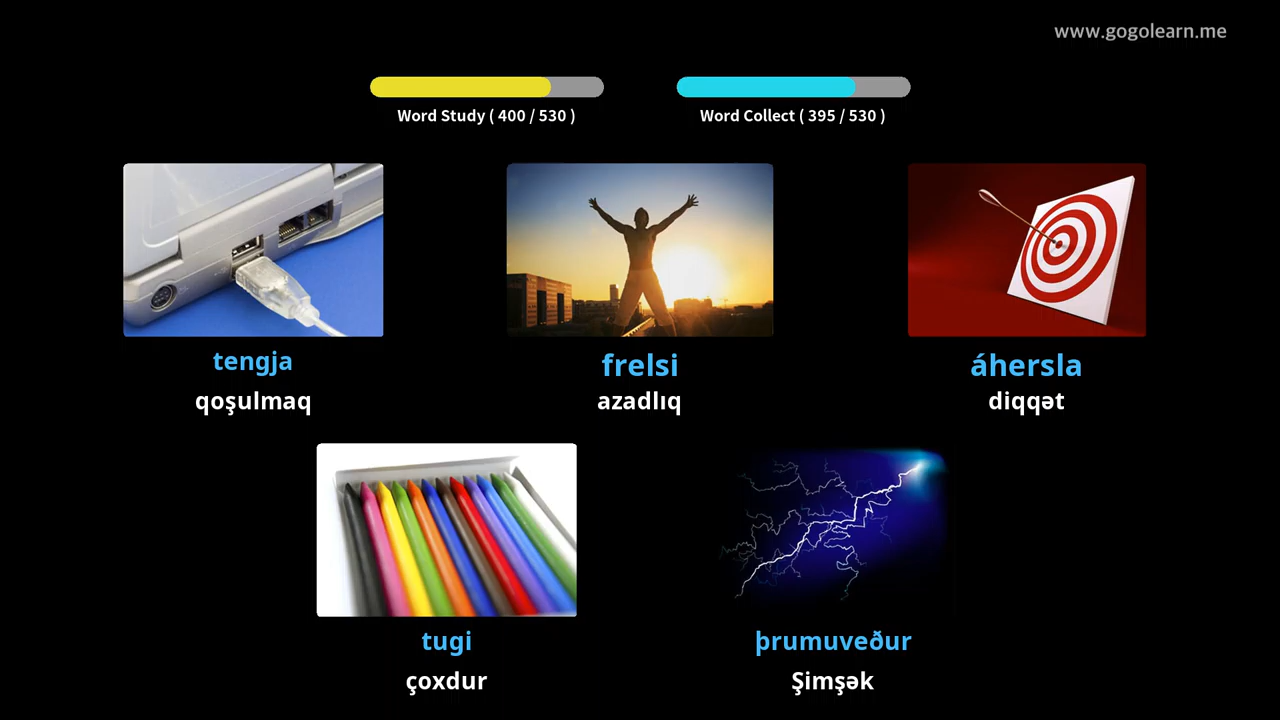 www.gogolearn.me
Word Study ( 400 / 530 )
Word Collect ( 395 / 530 )
tengja
qoşulmaq
frelsi
azadlıq
áhersla
diqqət
tugi
çoxdur
þrumuveður
Şimşək